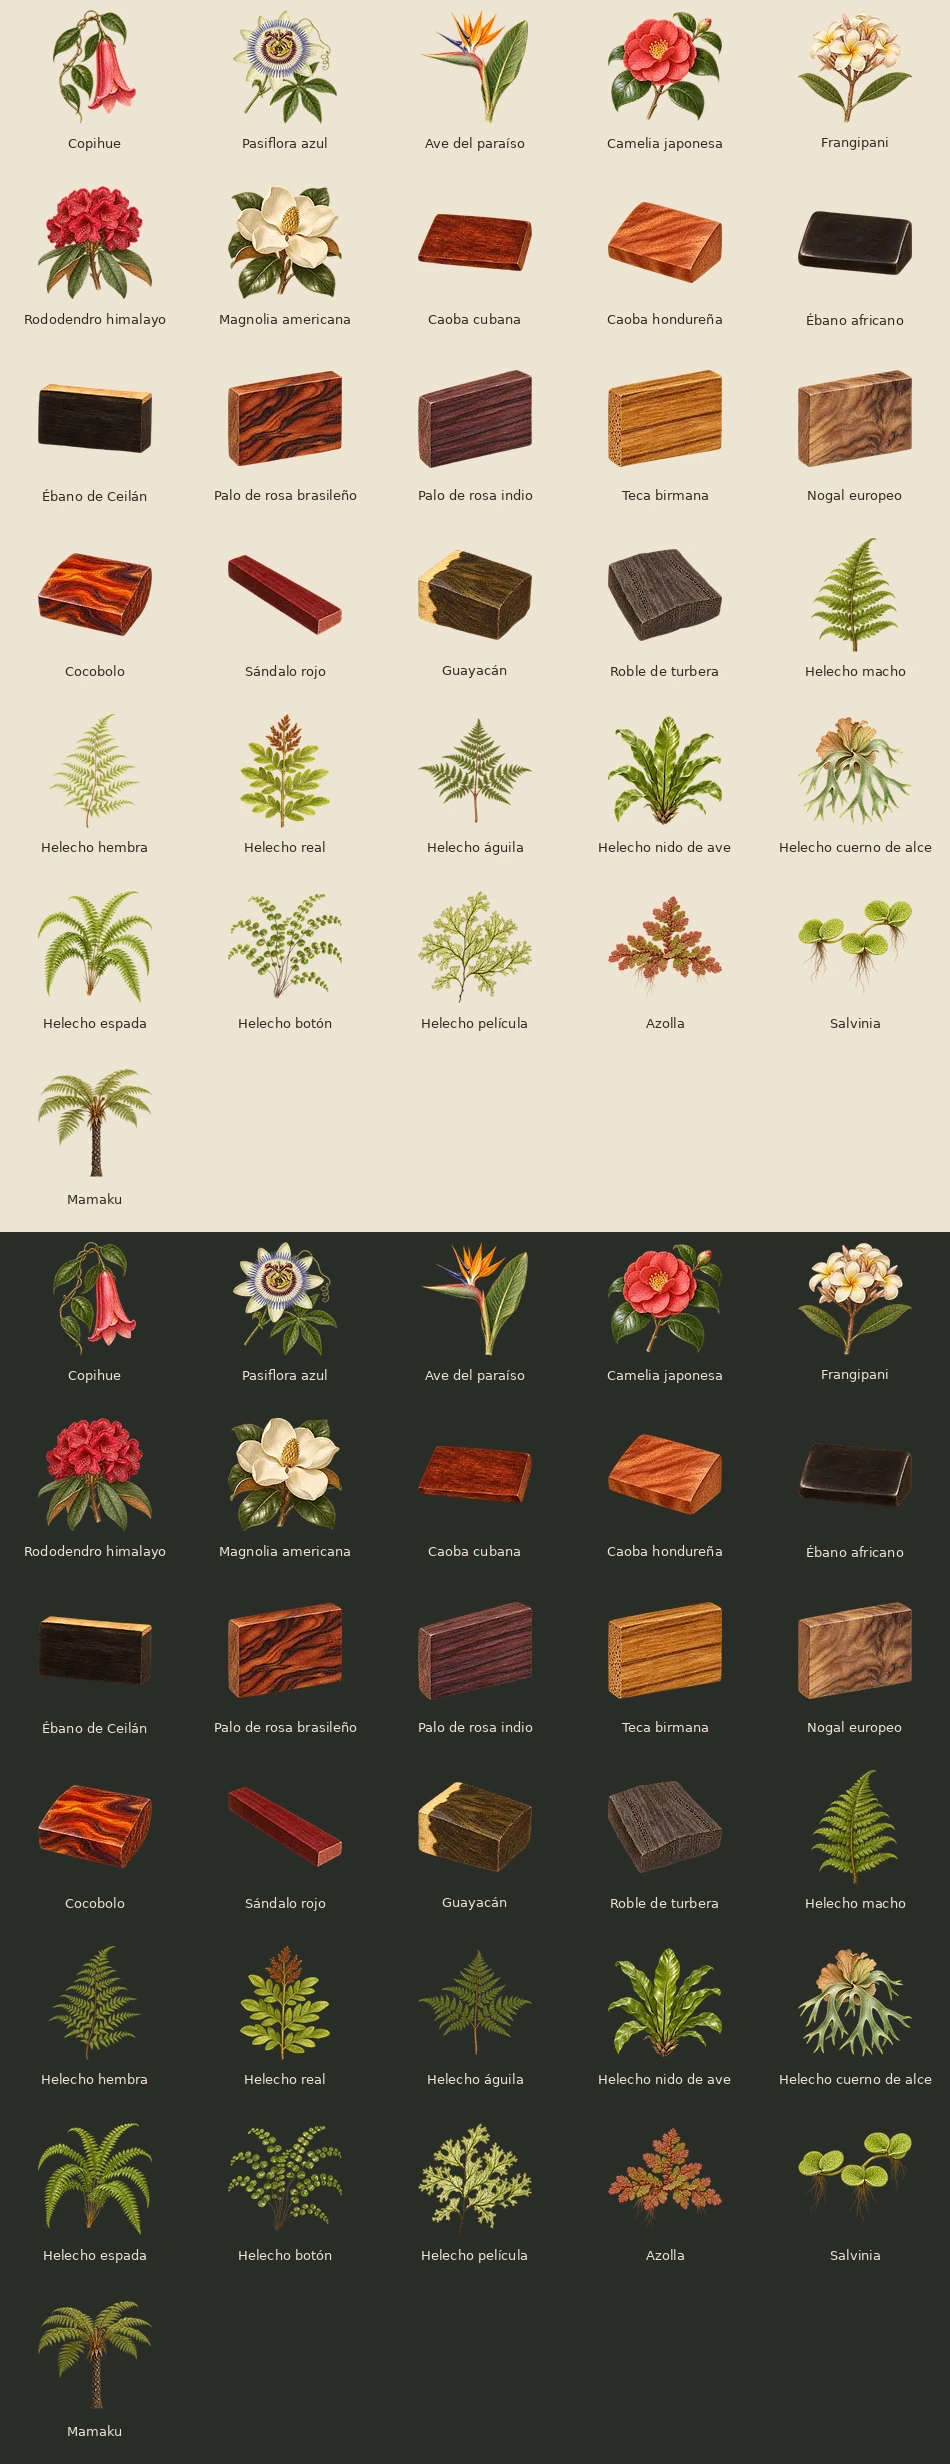 Copihue
Pasiflora azul
Ave del paraíso
Camelia japonesa
Frangipani
Rododendro himalayo
Magnolia americana
Caoba cubana
Caoba hondureña
Ébano africano
Ébano de Ceilán
Palo de rosa brasileño
Palo de rosa indio
Teca birmana
Nogal europeo
Cocobolo
Sándalo rojo
Guayacán
Roble de turbera
Helecho macho
Helecho hembra
Helecho real
Helecho águila
Helecho nido de ave
Helecho cuerno de alce
Helecho espada
Helecho botón
Helecho película
Azolla
Salvinia
Mamaku
Copihue
Pasiflora azul
Ave del paraíso
Camelia japonesa
Frangipani
Rododendro himalayo
Magnolia americana
Caoba cubana
Caoba hondureña
Ébano africano
Ébano de Ceilán
Palo de rosa brasileño
Palo de rosa indio
Teca birmana
Nogal europeo
Cocobolo
Sándalo rojo
Guayacán
Roble de turbera
Helecho macho
Helecho hembra
Helecho real
Helecho águila
Helecho nido de ave
Helecho cuerno de alce
Helecho espada
Helecho botón
Helecho película
Azolla
Salvinia
Mamaku